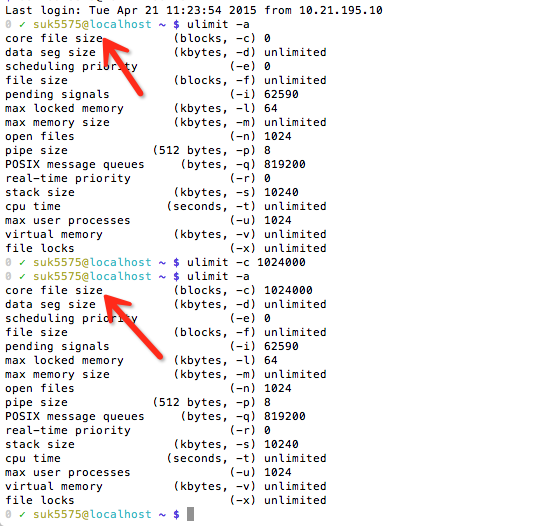 Last login: Tue Apr 21 11:23:54 2015 from 10.21.195.10
0 ✓ suk5575@localhost ~ $ ulimit -a
core file size          (blocks, -c) 0
data seg size           (kbytes, -d) unlimited
scheduling priority             (-e) 0
file size               (blocks, -f) unlimited
pending signals                 (-i) 62590
max locked memory       (kbytes, -l) 64
max memory size         (kbytes, -m) unlimited
open files                      (-n) 1024
pipe size            (512 bytes, -p) 8
POSIX message queues     (bytes, -q) 819200
real-time priority              (-r) 0
stack size              (kbytes, -s) 10240
cpu time               (seconds, -t) unlimited
max user processes              (-u) 1024
virtual memory          (kbytes, -v) unlimited
file locks                      (-x) unlimited
0 ✓ suk5575@localhost ~ $ ulimit -c 1024000
0 ✓ suk5575@localhost ~ $ ulimit -a
core file size          (blocks, -c) 1024000
data seg size           (kbytes, -d) unlimited
scheduling priority             (-e) 0
file size               (blocks, -f) unlimited
pending signals                 (-i) 62590
max locked memory       (kbytes, -l) 64
max memory size         (kbytes, -m) unlimited
open files                      (-n) 1024
pipe size            (512 bytes, -p) 8
POSIX message queues     (bytes, -q) 819200
real-time priority              (-r) 0
stack size              (kbytes, -s) 10240
cpu time               (seconds, -t) unlimited
max user processes              (-u) 1024
virtual memory          (kbytes, -v) unlimited
file locks                      (-x) unlimited
0 ✓ suk5575@localhost ~ $